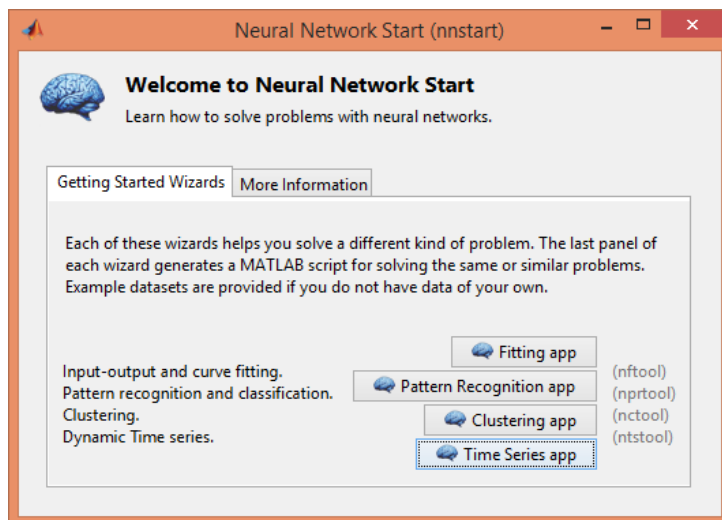 Neural Network Start (nnstart)
Welcome to Neural Network Start
Learn how to solve problems with neural networks.
Getting Started Wizards More Information
Each of these wizards helps you solve a different kind of problem. The last panel of
each wizard generates a MATLAB script for solving the same or similar problems.
Example datasets are provided if you do not have data of your own.
Input-output and curve fitting. Fitting app (nftool)
Pattern recognition and classification. Pattern Recognition app (nprtool)
Clustering. Clustering app (nctool)
Dynamic Time series. Time Series app (ntstool)